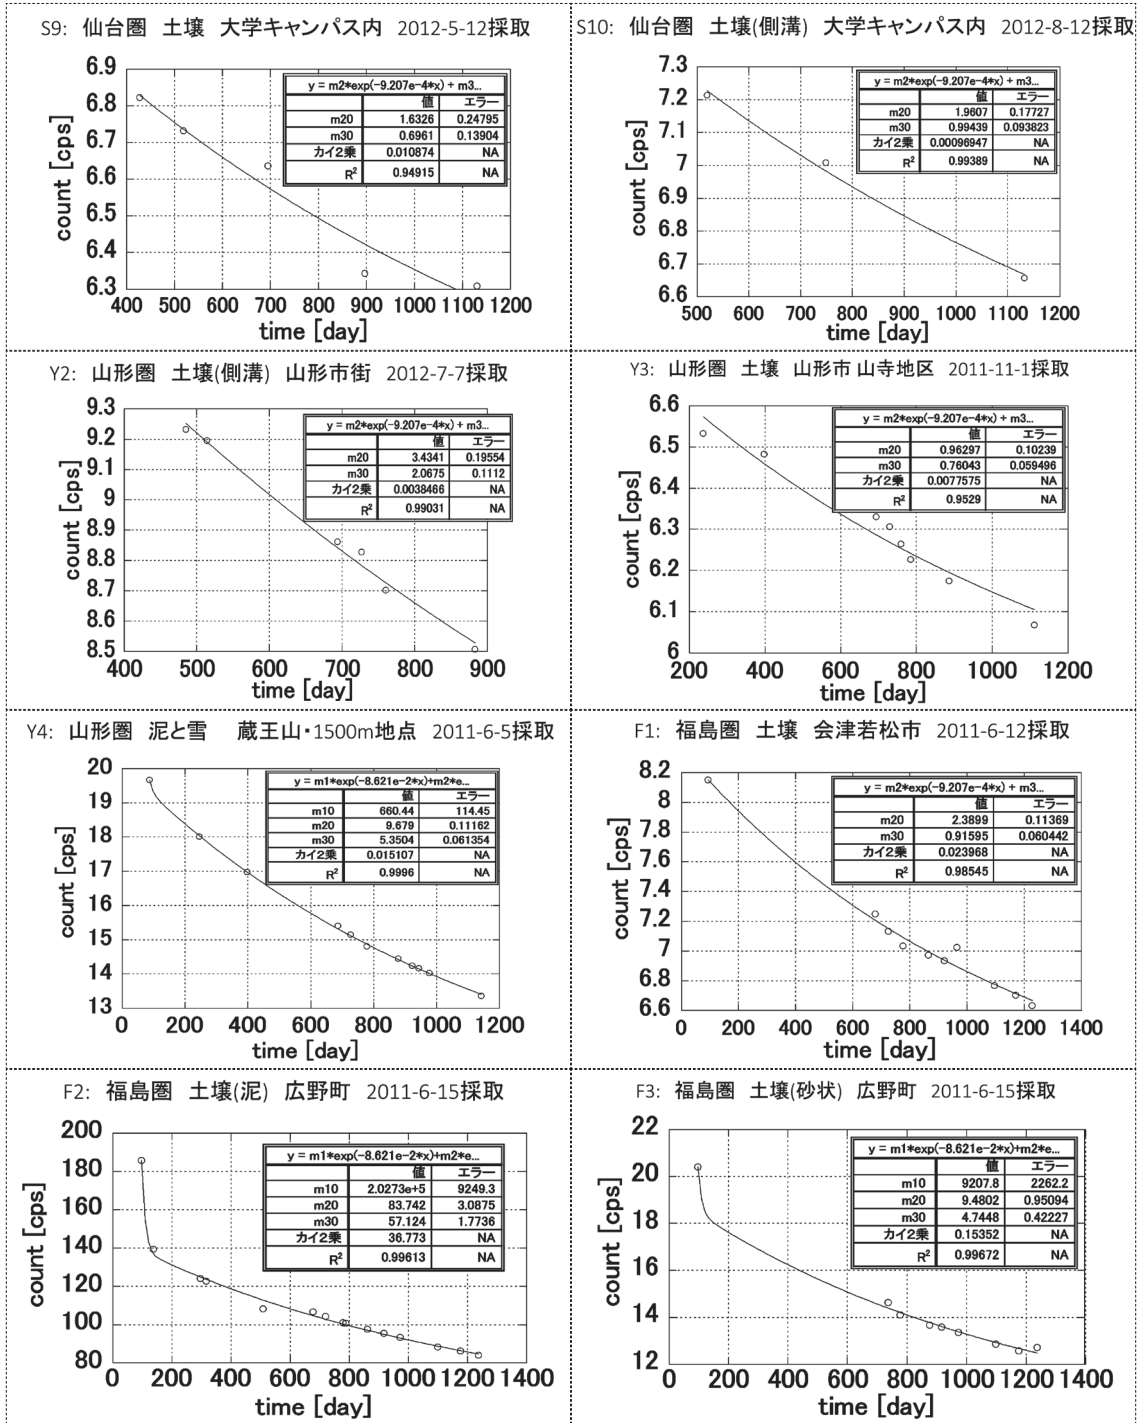 S9: 仙台圏 土壌 大学キャンパス内 2012-5-12採取
6.9
6.8
6.7
6.6
6.5
6.4
6.3
count [cps]
400 500 600 700 800 900 1000 1100 1200
time [day]
y = m2*exp(-9.207e-4*x) + m3...
値 エラー
m20 1.6326 0.24795
m30 0.6961 0.13904
カイ2乗 0.010874 NA
R² 0.94915 NA
S10: 仙台圏 土壌(側溝) 大学キャンパス内 2012-8-12採取
7.3
7.2
7.1
7
6.9
6.8
6.7
6.6
count [cps]
500 600 700 800 900 1000 1100 1200
time [day]
y = m2*exp(-9.207e-4*x) + m3...
値 エラー
m20 1.9607 0.17727
m30 0.99439 0.093823
カイ2乗 0.00096947 NA
R² 0.99389 NA
Y2: 山形圏 土壌(側溝) 山形市街 2012-7-7採取
9.3
9.2
9.1
9
8.9
8.8
8.7
8.6
8.5
count [cps]
400 500 600 700 800 900
time [day]
y = m2*exp(-9.207e-4*x) + m3...
値 エラー
m20 3.4341 0.19554
m30 2.0675 0.1112
カイ2乗 0.0038466 NA
R² 0.99031 NA
Y3: 山形圏 土壌 山形市 山寺地区 2011-11-1採取
6.6
6.5
6.4
6.3
6.2
6.1
6
count [cps]
200 400 600 800 1000 1200
time [day]
y = m2*exp(-9.207e-4*x) + m3...
値 エラー
m20 0.96297 0.10239
m30 0.76043 0.059496
カイ2乗 0.0077575 NA
R² 0.9529 NA
Y4: 山形圏 泥と雪 蔵王山・1500m地点 2011-6-5採取
20
19
18
17
16
15
14
13
count [cps]
0 200 400 600 800 1000 1200
time [day]
y = m1*exp(-8.621e-2*x)+m2*e...
値 エラー
m10 660.44 114.45
m20 9.679 0.11162
m30 5.3504 0.061354
カイ2乗 0.015107 NA
R² 0.9996 NA
F1: 福島圏 土壌 会津若松市 2011-6-12採取
8.2
8
7.8
7.6
7.4
7.2
7
6.8
6.6
count [cps]
0 200 400 600 800 1000 1200 1400
time [day]
y = m2*exp(-9.207e-4*x) + m3...
値 エラー
m20 2.3899 0.11369
m30 0.91595 0.060442
カイ2乗 0.023968 NA
R² 0.98545 NA
F2: 福島圏 土壌(泥) 広野町 2011-6-15採取
200
180
160
140
120
100
80
count [cps]
0 200 400 600 800 1000 1200 1400
time [day]
y = m1*exp(-8.621e-2*x)+m2*e...
値 エラー
m10 2.0273e+5 9249.3
m20 83.742 3.0875
m30 57.124 1.7736
カイ2乗 36.773 NA
R² 0.99613 NA
F3: 福島圏 土壌(砂状) 広野町 2011-6-15採取
22
20
18
16
14
12
count [cps]
0 200 400 600 800 1000 1200 1400
time [day]
y = m1*exp(-8.621e-2*x)+m2*e...
値 エラー
m10 9207.8 2262.2
m20 9.4802 0.95094
m30 4.7448 0.42227
カイ2乗 0.15352 NA
R² 0.99672 NA